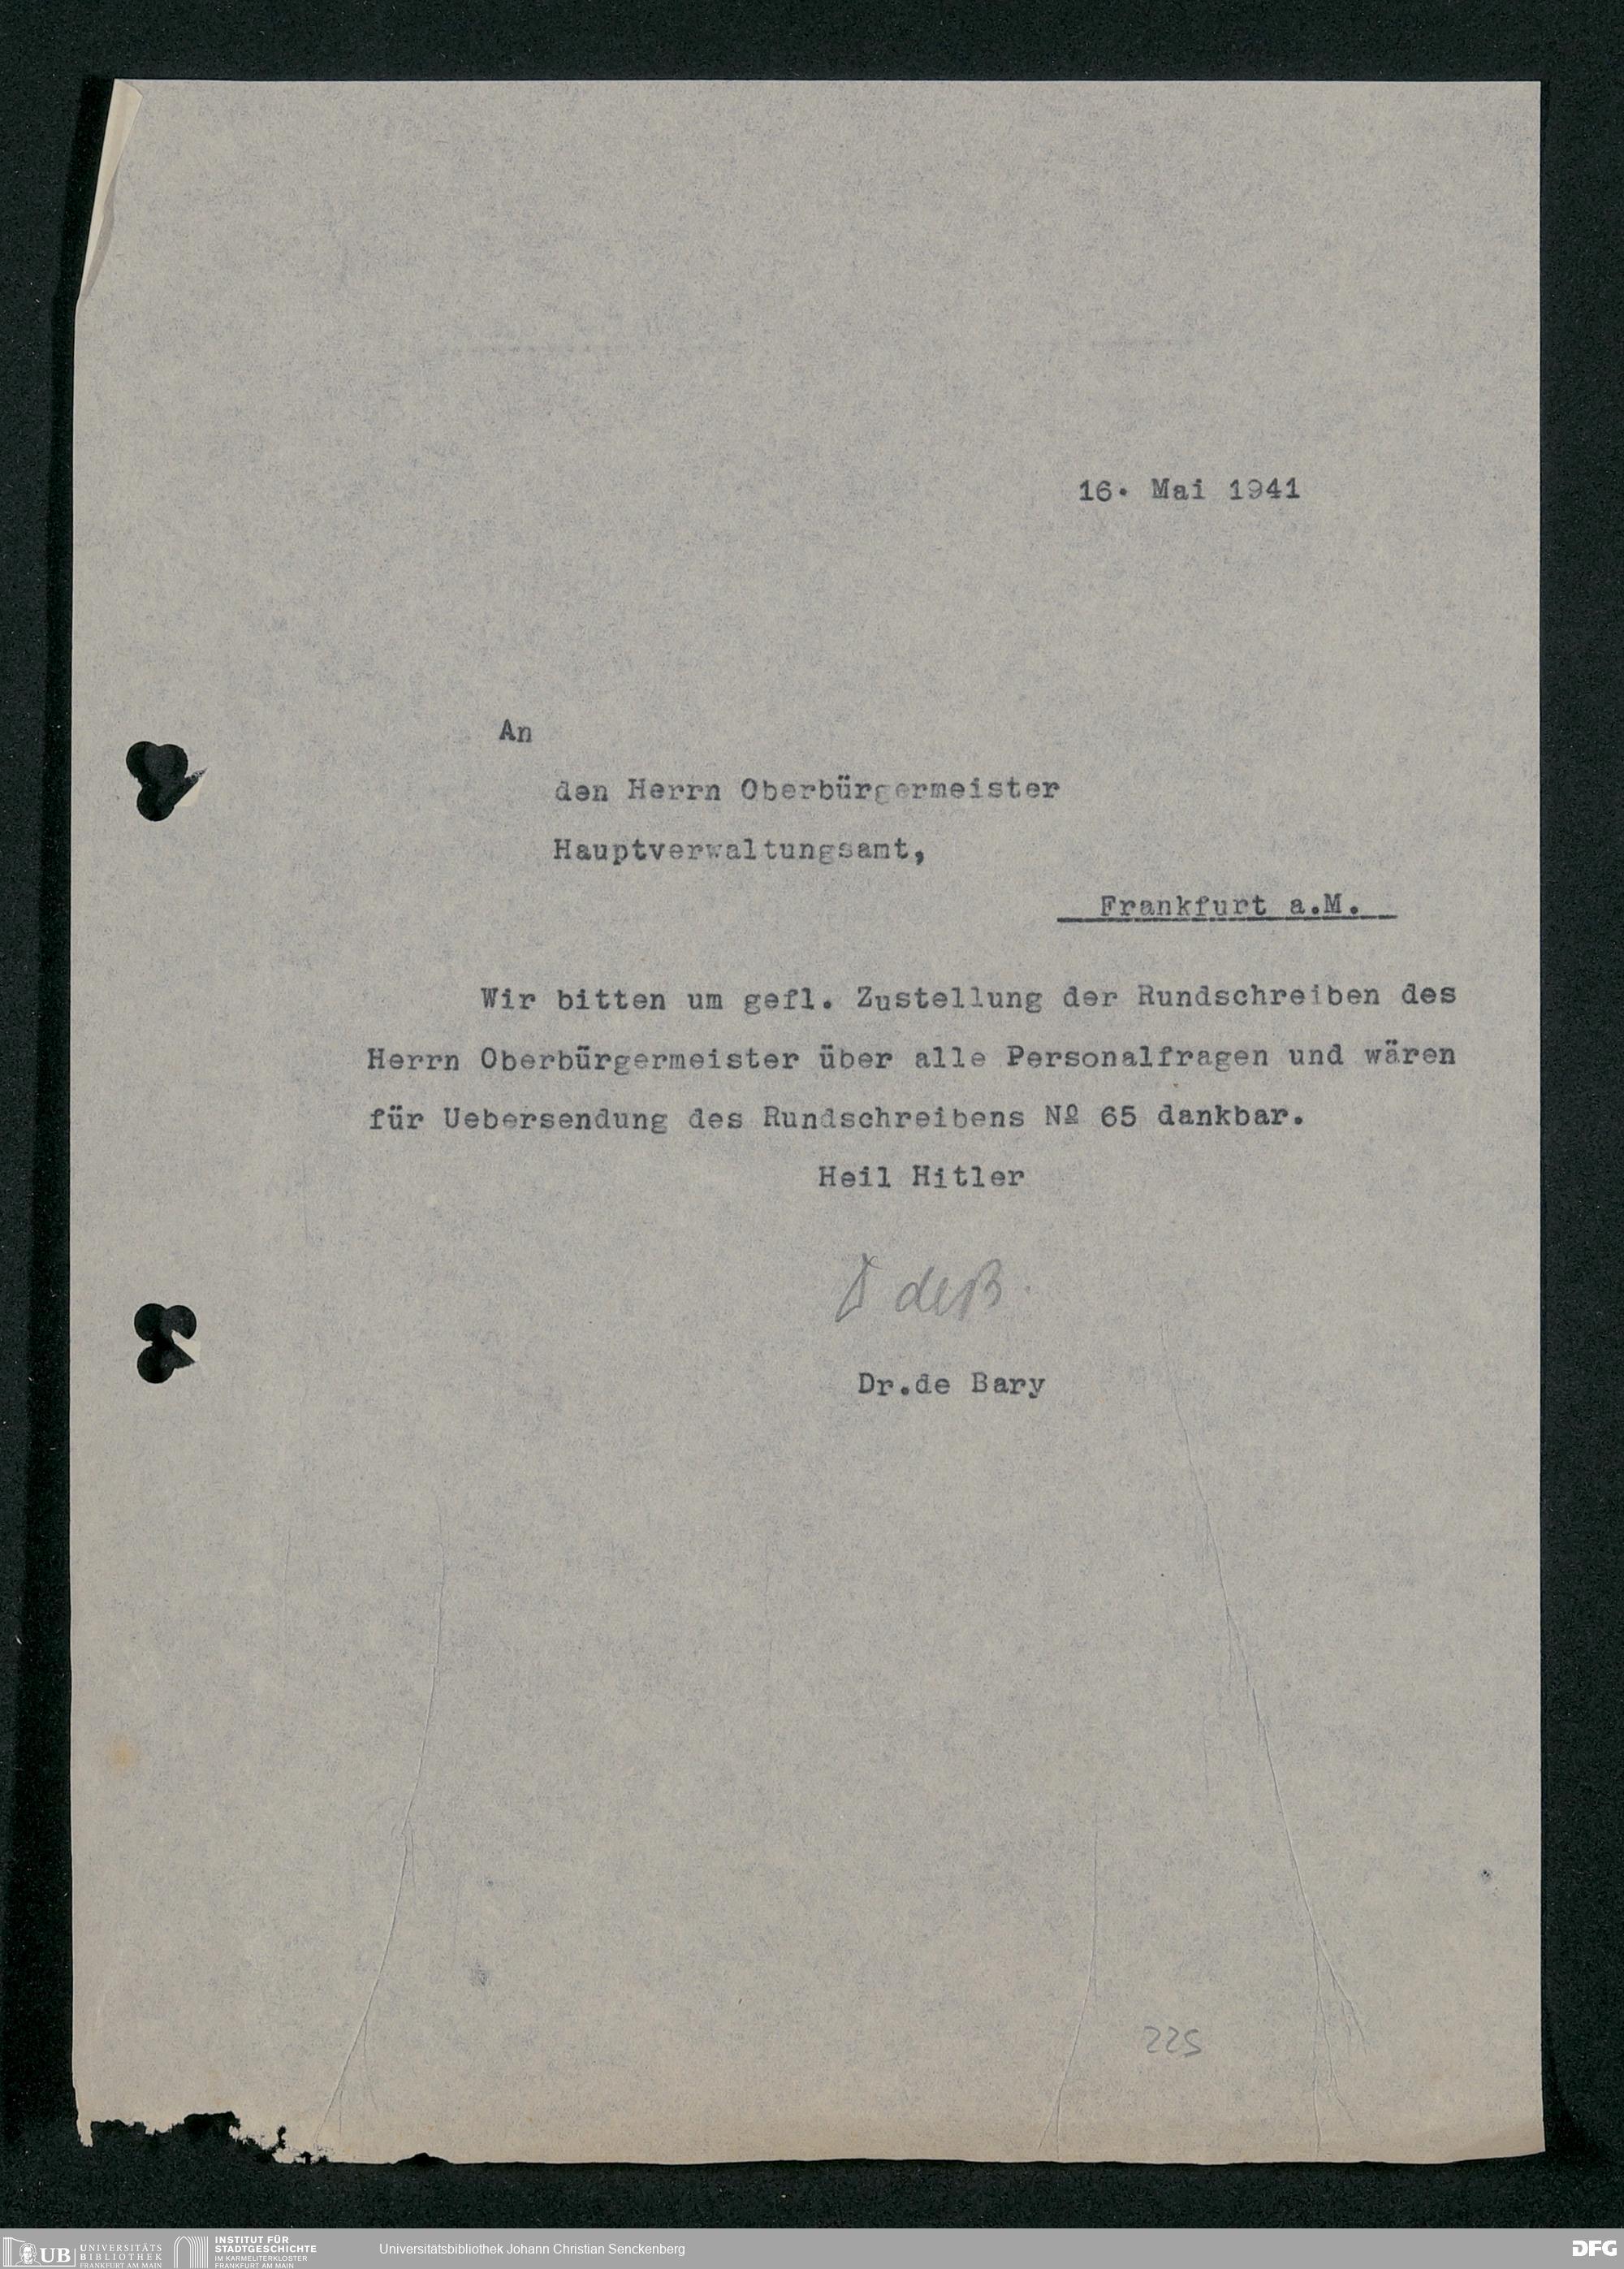 16. Mai 1941
An
den Herrn Oberbürgermeister
Hauptverwaltungsamt,
Frankfurt a.M.
Wir bitten um gefl. Zustellung der Rundschreiben des
Herrn Oberbürgermeister über alle Personalfragen und wären
für Uebersendung des Rundschreibens № 65 dankbar.
Heil Hitler
deB.
Dr.de Bary
225
UB UNIVERSITÄTS
BIBLIOTHEK
FRANKFURT AM MAIN
INSTITUT FÜR
STADTGESCHICHTE
IM KARMELITERKLOSTER
FRANKFURT AM MAIN
Universitätsbibliothek Johann Christian Senckenberg
DFG